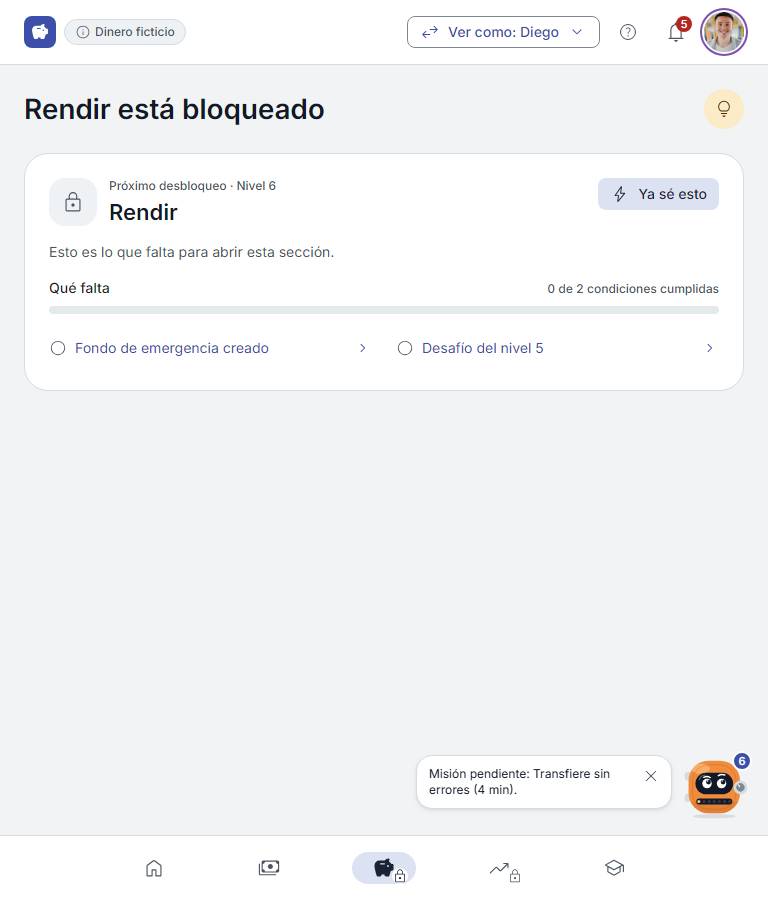 Dinero ficticio
Ver como: Diego
5
Rendir está bloqueado
Próximo desbloqueo · Nivel 6
Rendir
Ya sé esto
Esto es lo que falta para abrir esta sección.
Qué falta
0 de 2 condiciones cumplidas
Fondo de emergencia creado
Desafío del nivel 5
Misión pendiente: Transfiere sin
errores (4 min).
6